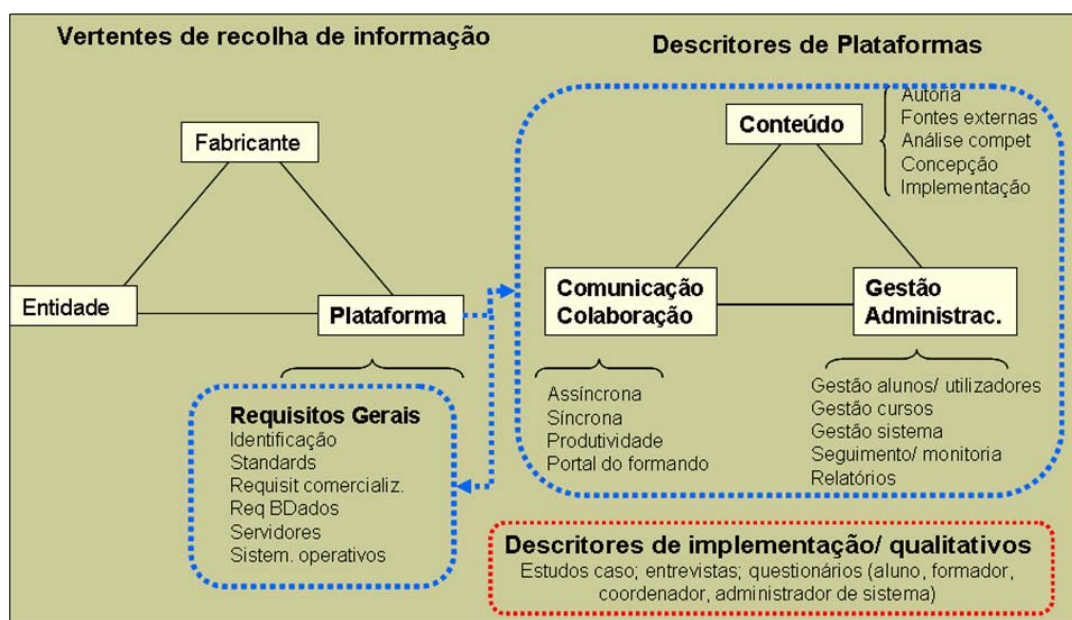 Vertentes de recolha de informação
Fabricante
Entidade
Plataforma
Requisitos Gerais
Identificação
Standards
Requisit comercializ.
Req BDados
Servidores
Sistem. operativos
Descritores de Plataformas
Conteúdo
Autoria
Fontes externas
Análise compet
Concepção
Implementação
Comunicação
Colaboração
Assíncrona
Síncrona
Produtividade
Portal do formando
Gestão
Administrac.
Gestão alunos/ utilizadores
Gestão cursos
Gestão sistema
Seguimento/ monitoria
Relatórios
Descritores de implementação/ qualitativos
Estudos caso; entrevistas; questionários (aluno, formador,
coordenador, administrador de sistema)